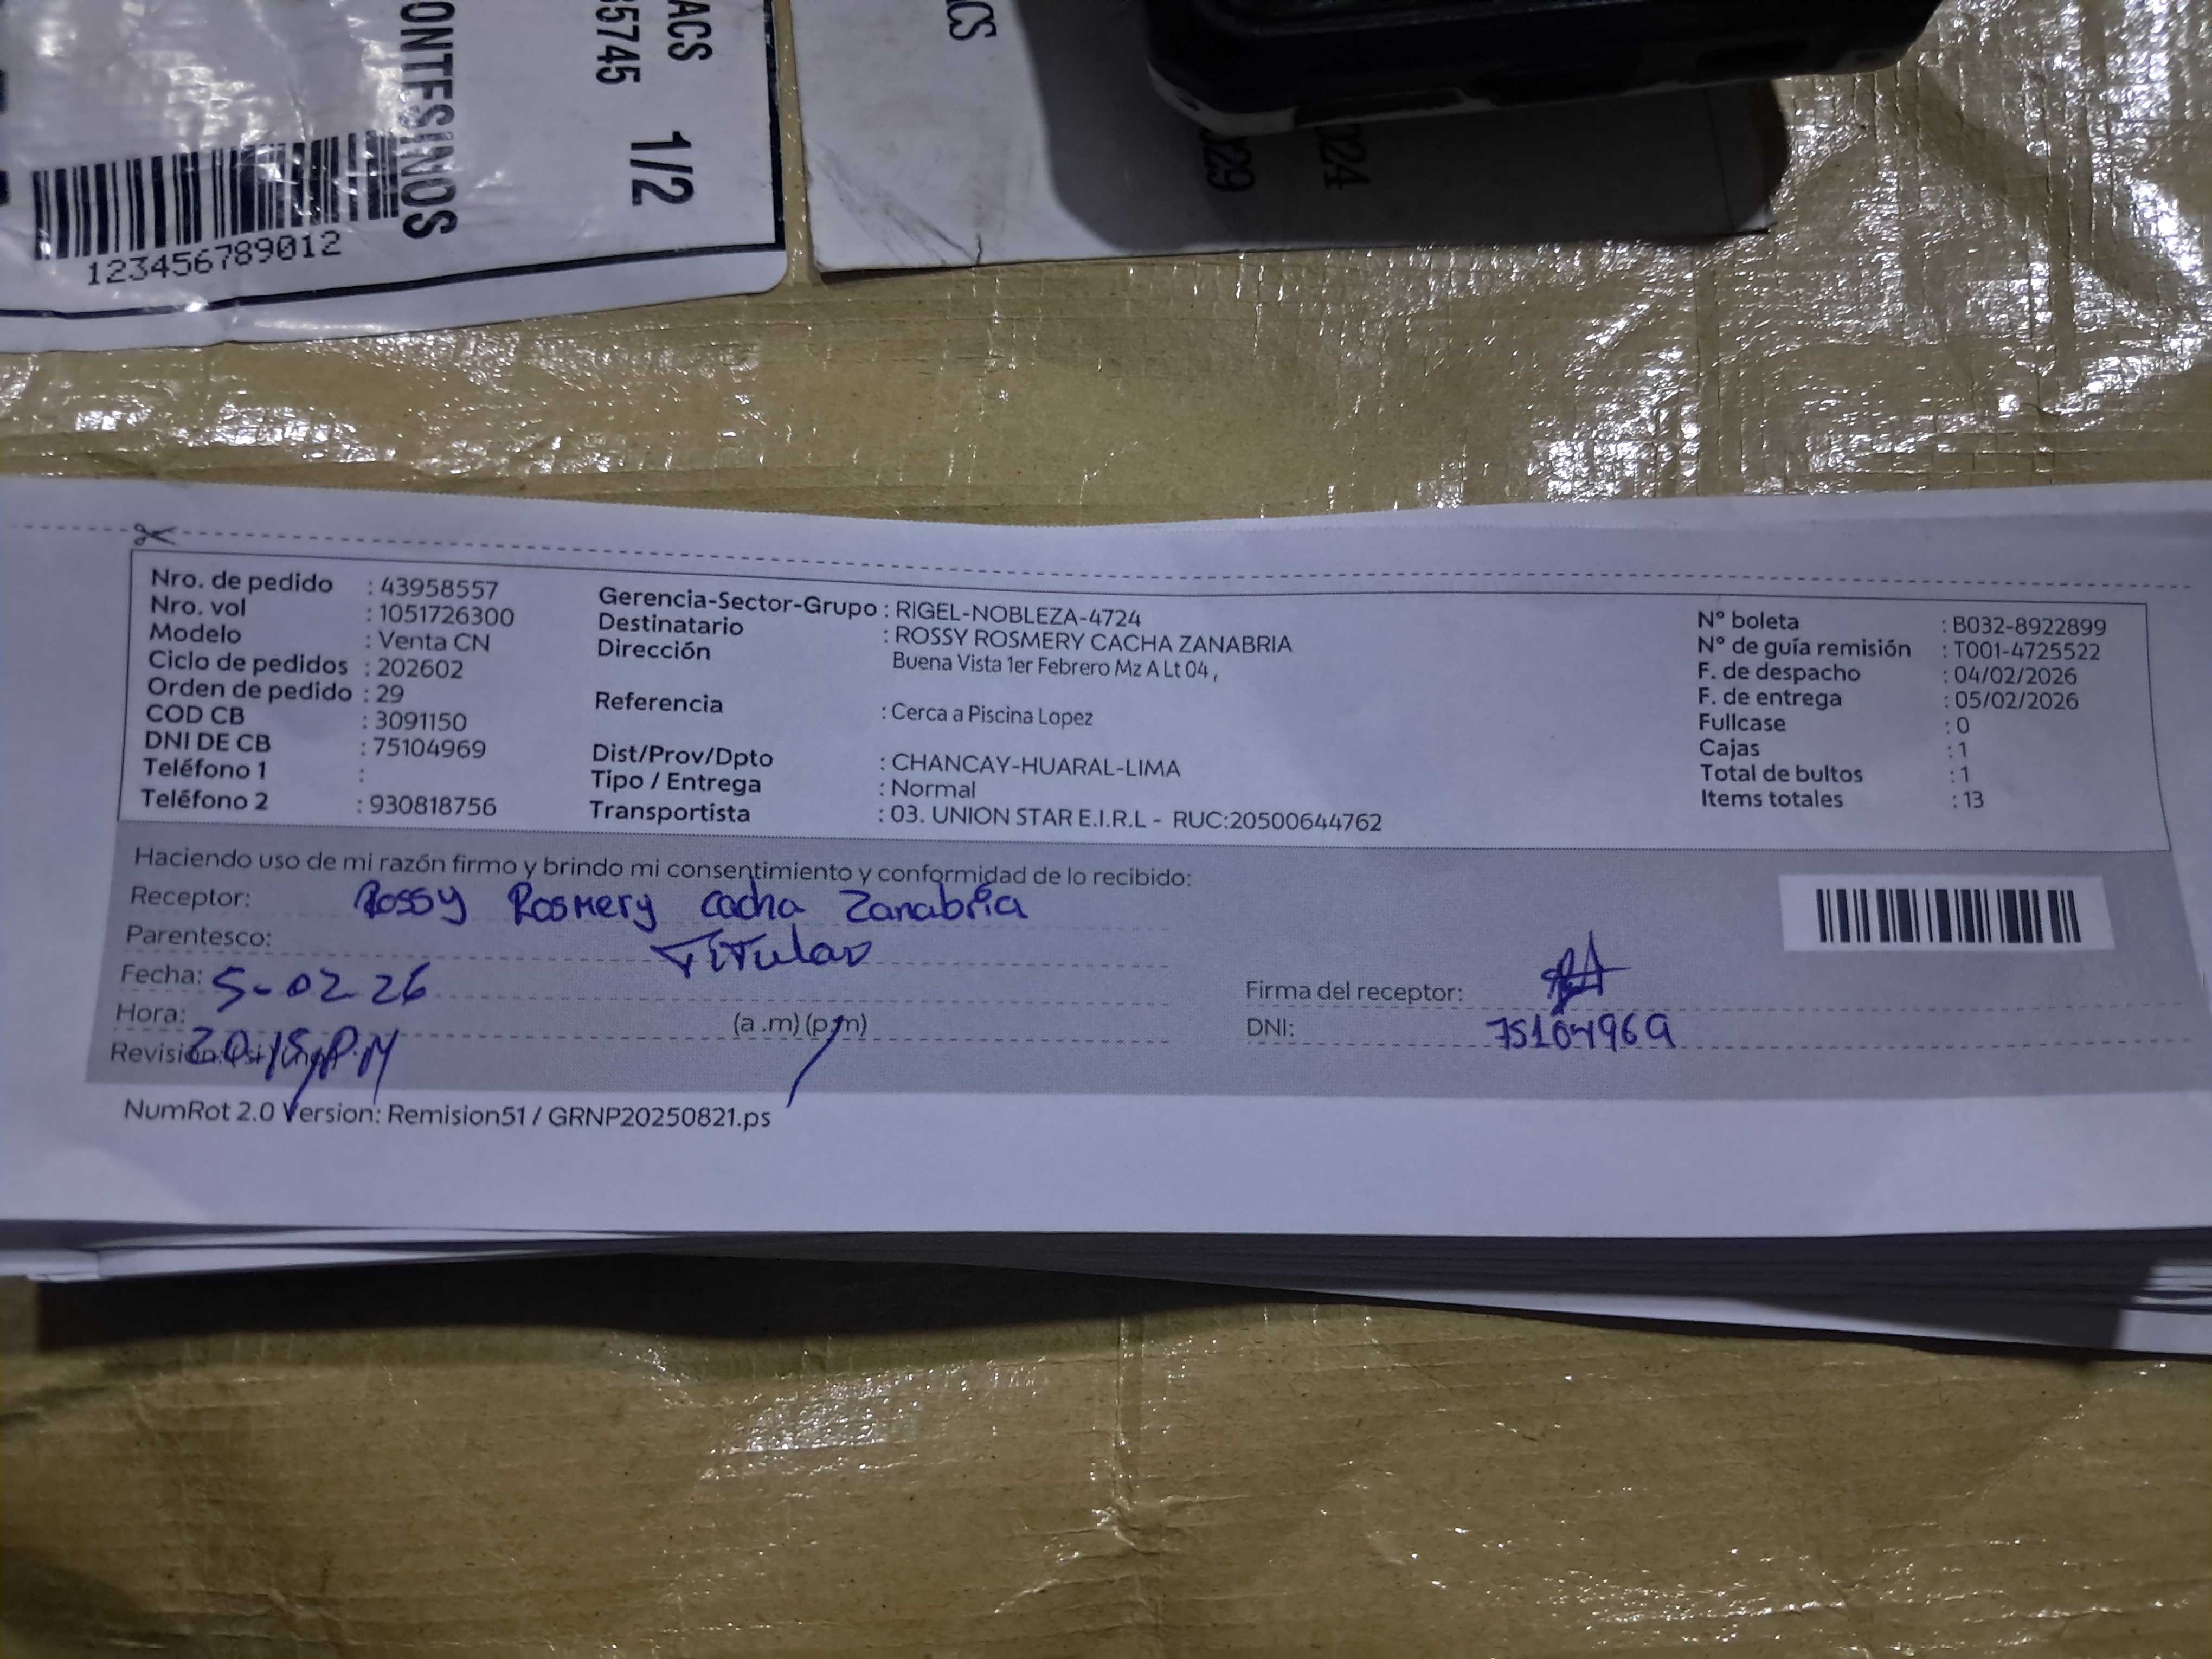 ONTESINOS
123456789012
ACS
65745
1/2
ACS
Nro. de pedido : 43958557
Nro. vol : 1051726300
Modelo : Venta CN
Ciclo de pedidos : 202602
Orden de pedido : 29
COD CB : 3091150
DNI DE CB : 75104969
Teléfono 1 :
Teléfono 2 : 930818756
Gerencia-Sector-Grupo : RIGEL-NOBLEZA-4724
Destinatario : ROSSY ROSMERY CACHA ZANABRIA
Dirección Buena Vista 1er Febrero Mz A Lt 04 ,
Referencia : Cerca a Piscina Lopez
Dist/Prov/Dpto : CHANCAY-HUARAL-LIMA
Tipo / Entrega : Normal
Transportista : 03. UNION STAR E.I.R.L - RUC:20500644762
N° boleta : B032-8922899
N° de guía remisión : T001-4725522
F. de despacho : 04/02/2026
F. de entrega : 05/02/2026
Fullcase : 0
Cajas : 1
Total de bultos : 1
Items totales : 13
Haciendo uso de mi razón firmo y brindo mi consentimiento y conformidad de lo recibido:
Receptor: Rossy Rosmery cacha Zanabria
Parentesco: Titular
Fecha: 5-02 26
Hora: 20:15 P.M (a .m) (p.m)
Revision:
Firma del receptor:
DNI: 75104969
NumRot 2.0 Version: Remision51 / GRNP20250821.ps